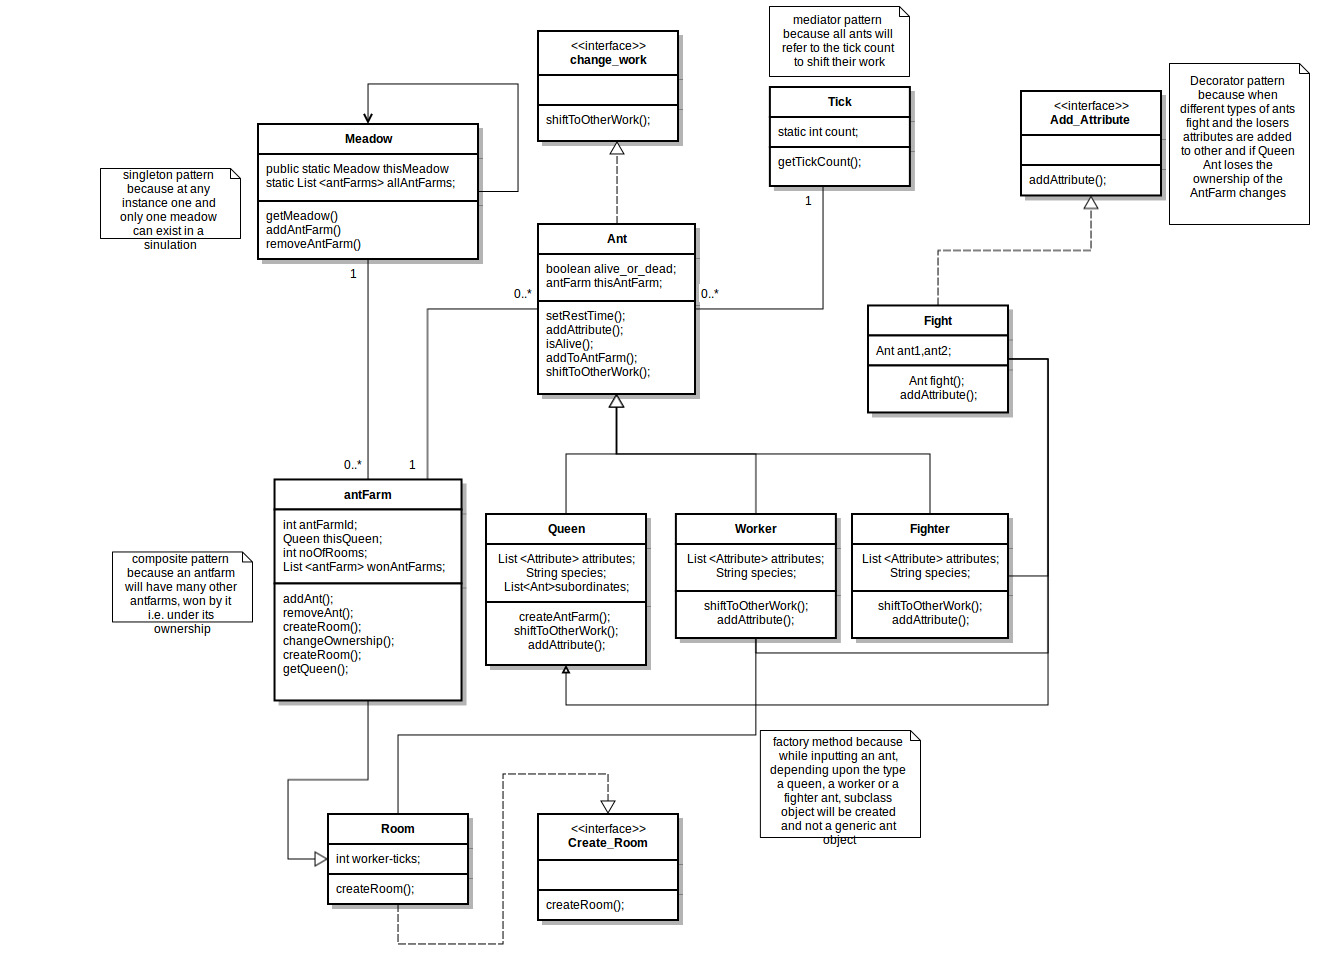 mediator pattern
because all ants will
refer to the tick count
to shift their work
<<interface>>
change_work
shiftToOtherWork();
Tick
static int count;
getTickCount();
<<interface>>
Add_Attribute
addAttribute();
Decorator pattern
because when
different types of ants
fight and the losers
attributes are added
to other and if Queen
Ant loses the
ownership of the
AntFarm changes
Meadow
public static Meadow thisMeadow
static List <antFarms> allAntFarms;
getMeadow()
addAntFarm()
removeAntFarm()
singleton pattern
because at any
instance one and
only one meadow
can exist in a
sinulation
1
1
Ant
boolean alive_or_dead;
antFarm thisAntFarm;
setRestTime();
addAttribute();
isAlive();
addToAntFarm();
shiftToOtherWork();
0..*
0..*
Fight
Ant ant1,ant2;
Ant fight();
addAttribute();
0..*
1
antFarm
int antFarmId;
Queen thisQueen;
int noOfRooms;
List <antFarm> wonAntFarms;
addAnt();
removeAnt();
createRoom();
changeOwnership();
createRoom();
getQueen();
composite pattern
because an antfarm
will have many other
antfarms, won by it
i.e. under its
ownership
Queen
List <Attribute> attributes;
String species;
List<Ant>subordinates;
createAntFarm();
shiftToOtherWork();
addAttribute();
Worker
List <Attribute> attributes;
String species;
shiftToOtherWork();
addAttribute();
Fighter
List <Attribute> attributes;
String species;
shiftToOtherWork();
addAttribute();
factory method because
while inputting an ant,
depending upon the type
a queen, a worker or a
fighter ant, subclass
object will be created
and not a generic ant
object
Room
int worker-ticks;
createRoom();
<<interface>>
Create_Room
createRoom();